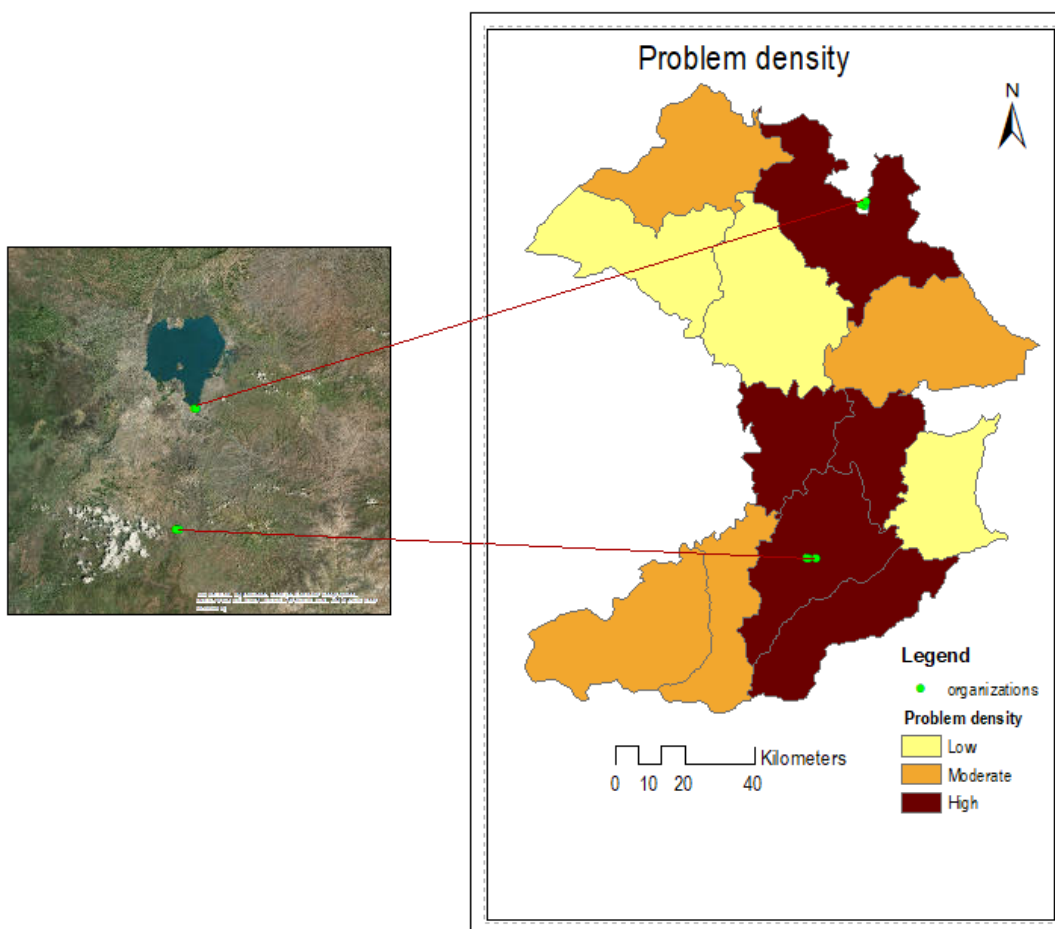 Problem density
N
Legend
organizations
Problem density
Low
Moderate
High
Kilometers
0 10 20 40